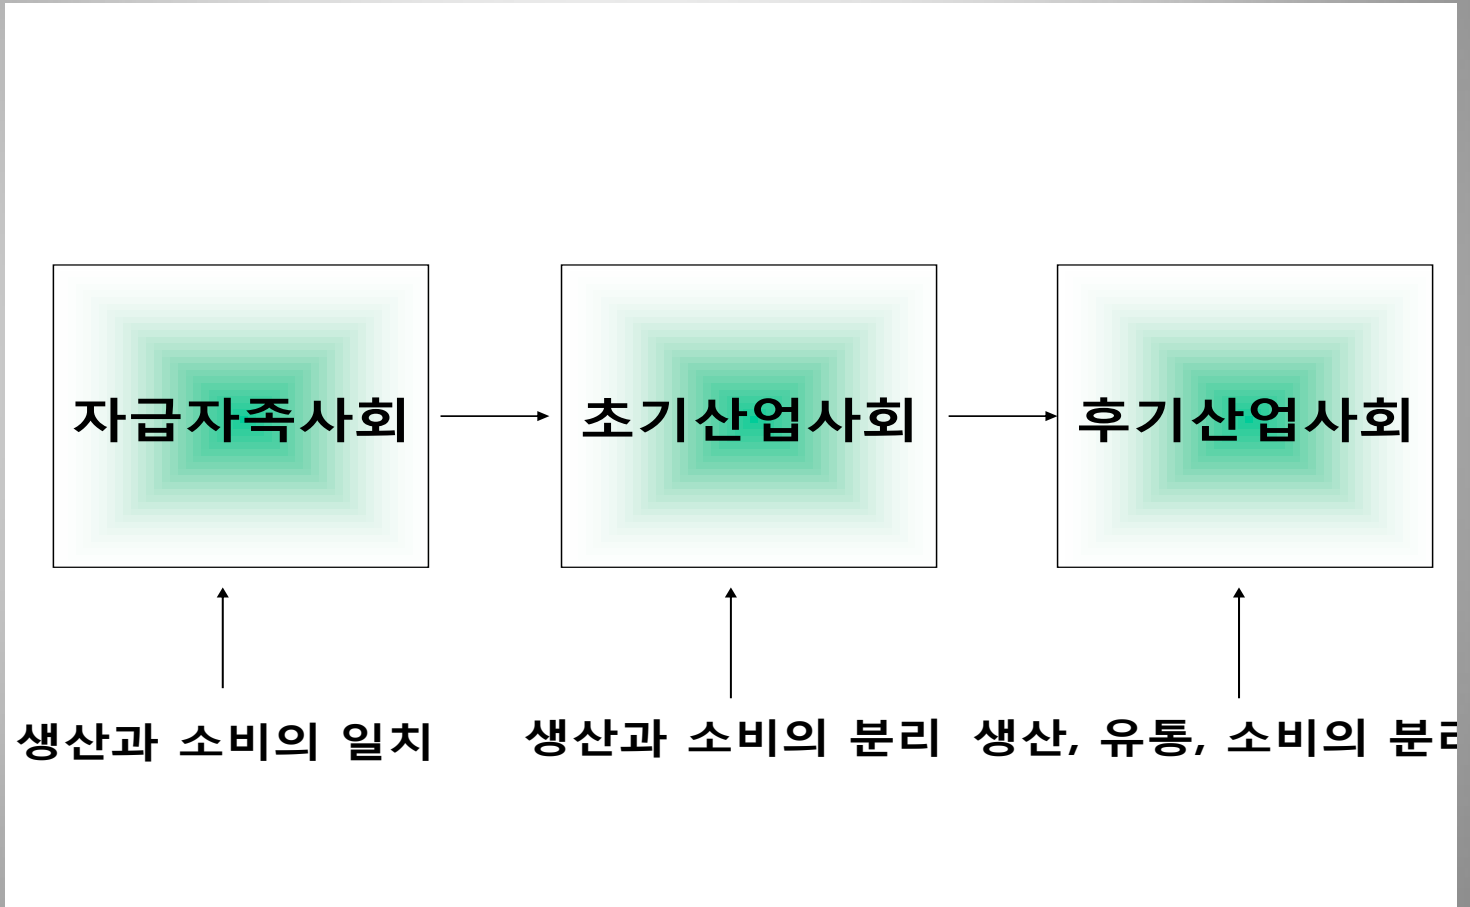 자급자족사회
초기산업사회
후기산업사회
생산과 소비의 일치
생산과 소비의 분리
생산, 유통, 소비의 분리